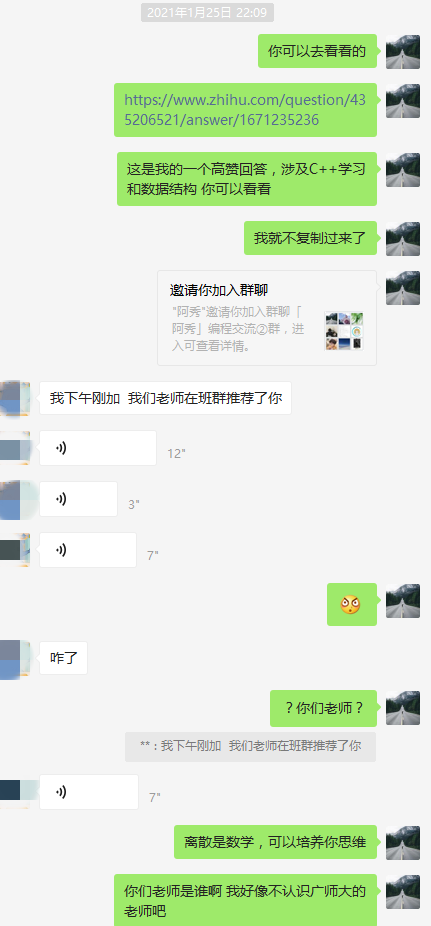 2021年1月25日 22:09
你可以去看看的
https://www.zhihu.com/question/43
5206521/answer/1671235236
这是我的一个高赞回答，涉及C++学习
和数据结构 你可以看看
我就不复制过来了
邀请你加入群聊
"阿秀"邀请你加入群聊「
阿秀」编程交流②群，进
入可查看详情。
我下午刚加  我们老师在班群推荐了你
12"
3"
7"
咋了
？你们老师？
**：我下午刚加  我们老师在班群推荐了你
7"
离散是数学，可以培养你思维
你们老师是谁啊 我好像不认识广师大的
老师吧